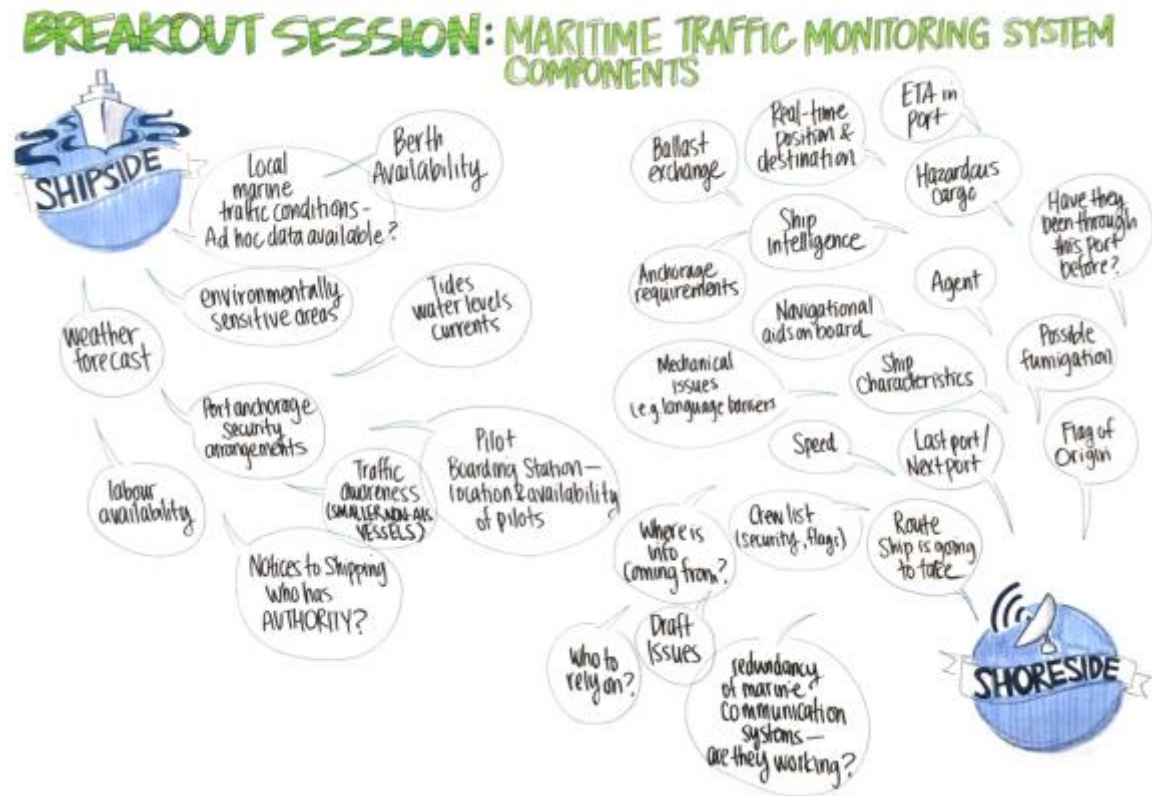 BREAKOUT SESSION: MARITIME TRAFFIC MONITORING SYSTEM
COMPONENTS
SHIPSIDE
Local
marine
traffic conditions –
Ad hoc data available?
Berth
Availability
environmentally
sensitive areas
Tides
water levels
currents
weather
forecast
Port anchorage
security
arrangements
labour
availability
Traffic
awareness
(SMALLER NON-AIS
VESSELS)
Pilot
Boarding Station –
location & availability
of pilots
Notices to Shipping
Who has
AUTHORITY?
Ballast
exchange
Real-time
position &
destination
ETA in
port
Hazardous
Cargo
Ship
Intelligence
Have they
been through
this port
before?
Anchorage
requirements
Agent
Navigational
aids on board
Possible
fumigation
Mechanical
Issues
i.e. language barriers
Ship
Characteristics
Speed
Last port/
Next port
Flag of
Origin
Where is
info
coming from?
Crew list
(security, flags)
Route
Ship is going
to take
Draft
Issues
Who to
rely on?
redundancy
of marine
communication
systems –
are they working?
SHORESIDE